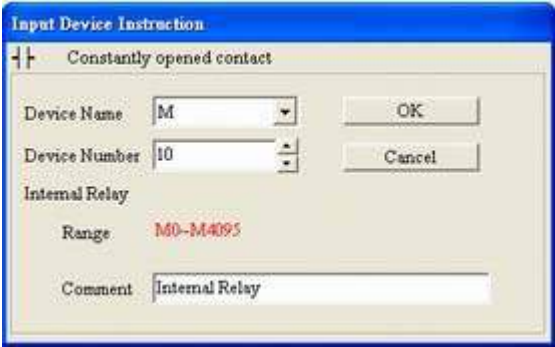 Input Device Instruction
Constantly opened contact
Device Name M OK
Device Number 10 Cancel
Internal Relay
Range M0~M4095
Comment Internal Relay